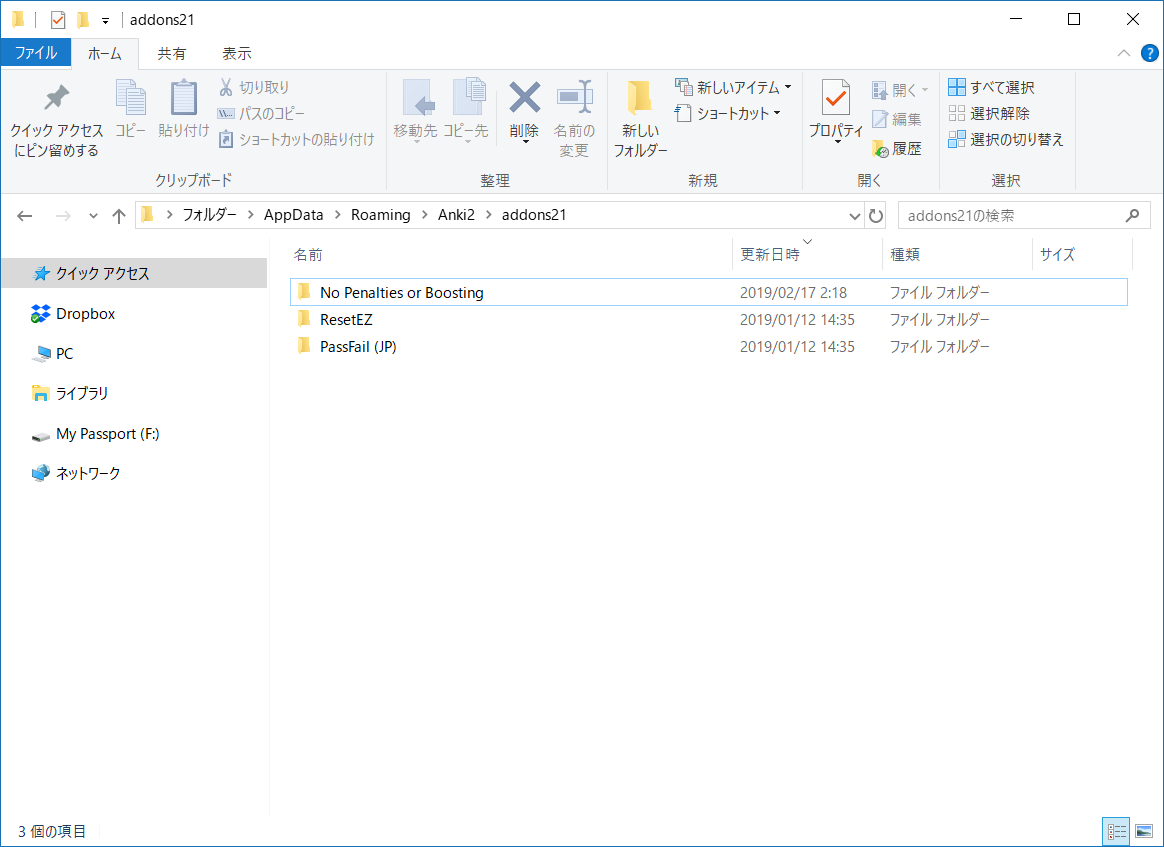 addons21
ファイル ホーム 共有 表示
クイック アクセス
にピン留めする
コピー
貼り付け
切り取り
パスのコピー
ショートカットの貼り付け
クリップボード
移動先
コピー先
削除
名前の
変更
整理
新しい
フォルダー
新しいアイテム
ショートカット
新規
プロパティ
開く
編集
履歴
開く
すべて選択
選択解除
選択の切り替え
選択
フォルダー AppData Roaming Anki2 addons21
addons21の検索
クイック アクセス
Dropbox
PC
ライブラリ
My Passport (F:)
ネットワーク
名前 更新日時 種類 サイズ
No Penalties or Boosting 2019/02/17 2:18 ファイル フォルダー
ResetEZ 2019/01/12 14:35 ファイル フォルダー
PassFail (JP) 2019/01/12 14:35 ファイル フォルダー
3 個の項目